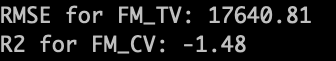 RMSE for FM_TV: 17640.81
R2 for FM_CV: -1.48